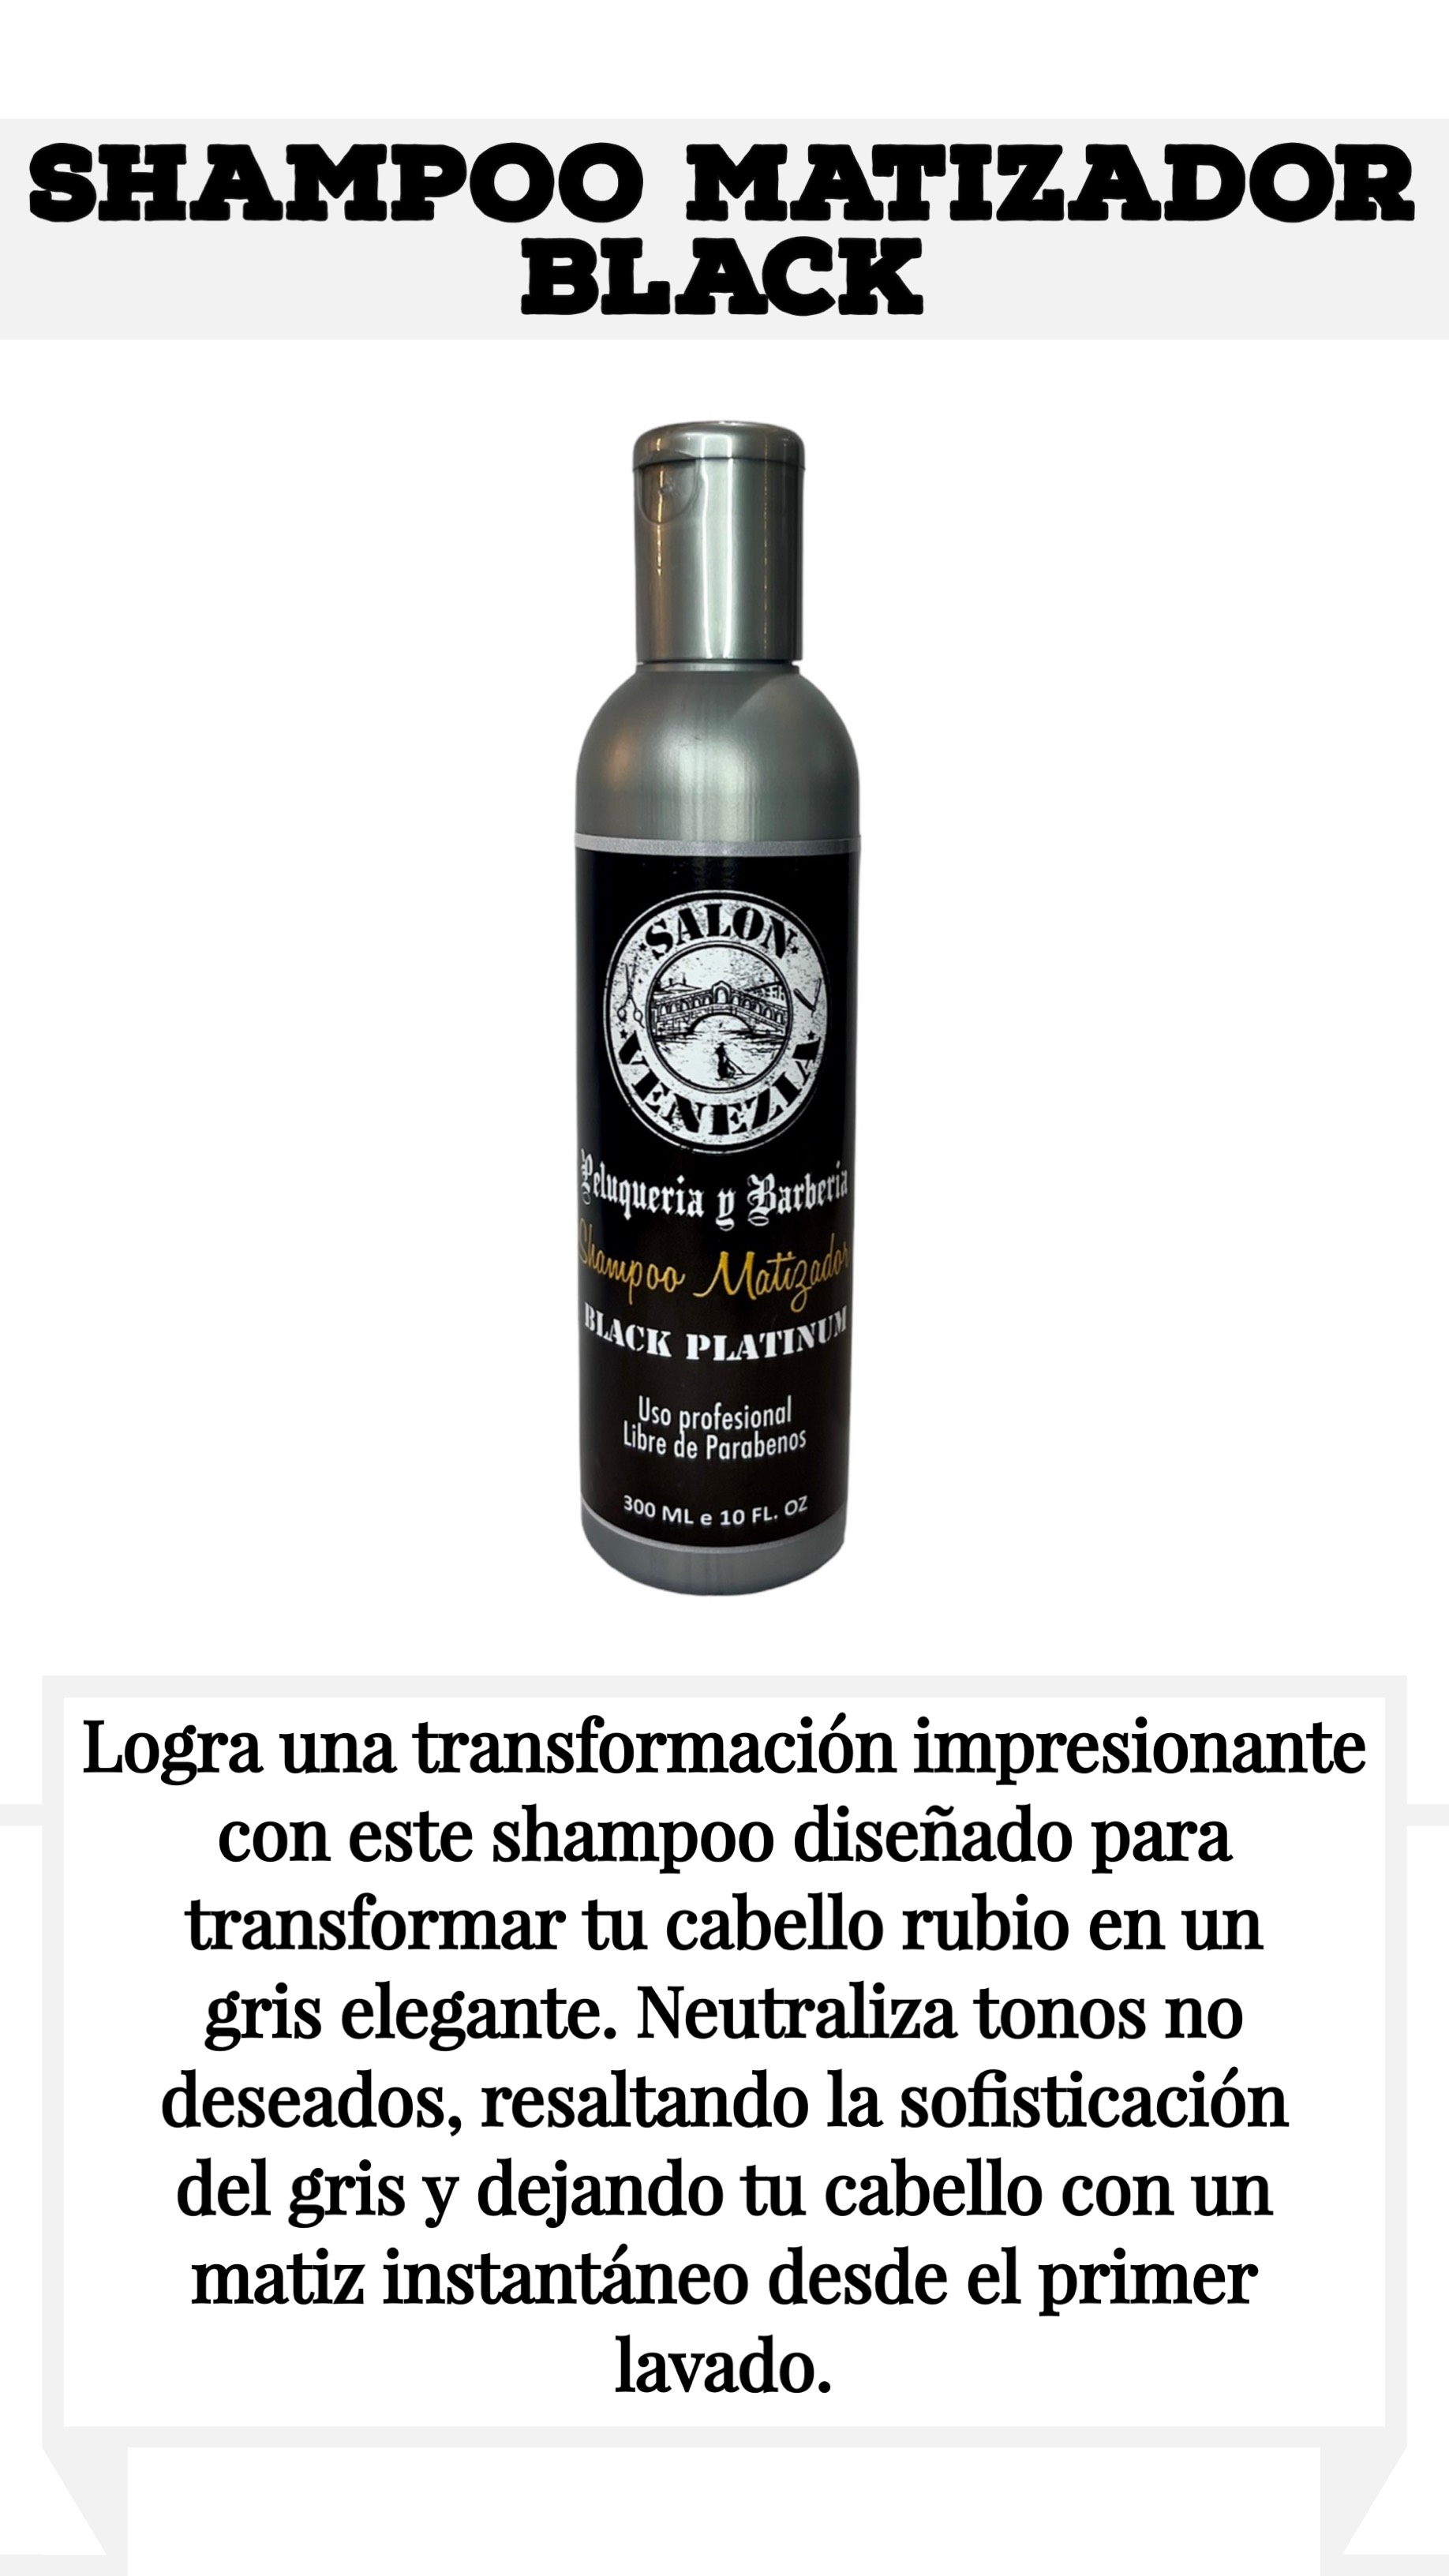 SHAMPOO MATIZADOR
BLACK
SALON
VENEZIA
Peluqueria y Barberia
Shampoo Matizador
BLACK PLATINUM
Uso profesional
Libre de Parabenos
300 ML e 10 FL. OZ
Logra una transformación impresionante
con este shampoo diseñado para
transformar tu cabello rubio en un
gris elegante. Neutraliza tonos no
deseados, resaltando la sofisticación
del gris y dejando tu cabello con un
matiz instantáneo desde el primer
lavado.